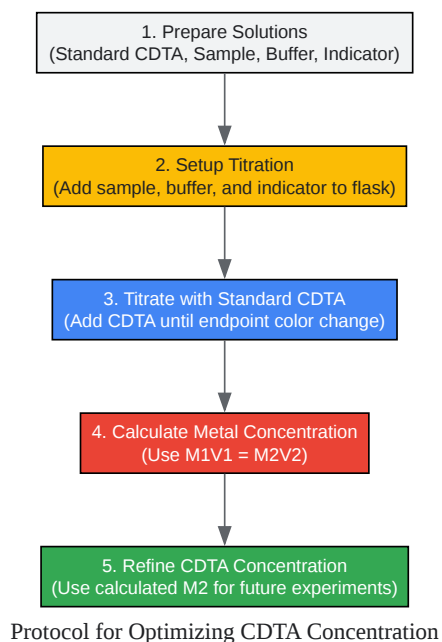 1. Prepare Solutions
(Standard CDTA, Sample, Buffer, Indicator)
2. Setup Titration
(Add sample, buffer, and indicator to flask)
3. Titrate with Standard CDTA
(Add CDTA until endpoint color change)
4. Calculate Metal Concentration
(Use M1V1 = M2V2)
5. Refine CDTA Concentration
(Use calculated M2 for future experiments)
Protocol for Optimizing CDTA Concentration